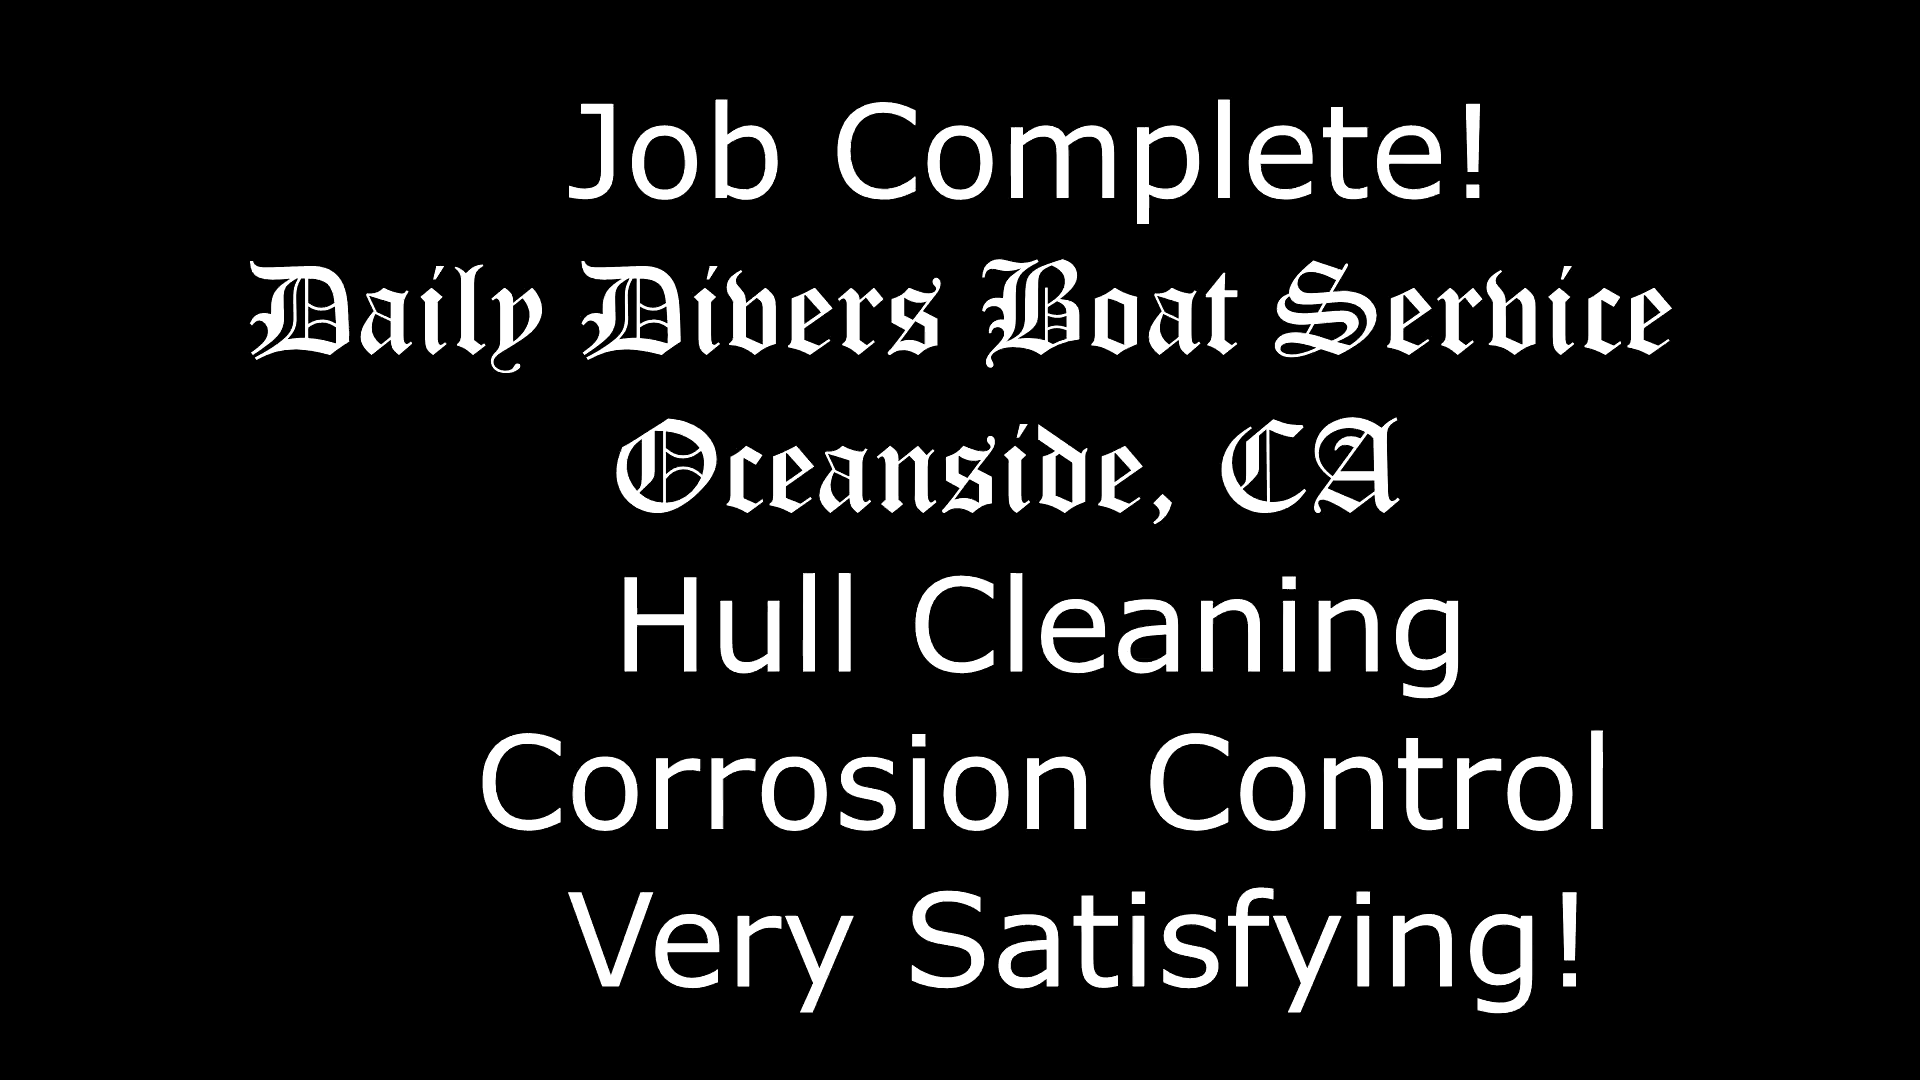 Job Complete!
Daily Divers Boat Service
Oceanside, CA
Hull Cleaning
Corrosion Control
Very Satisfying!